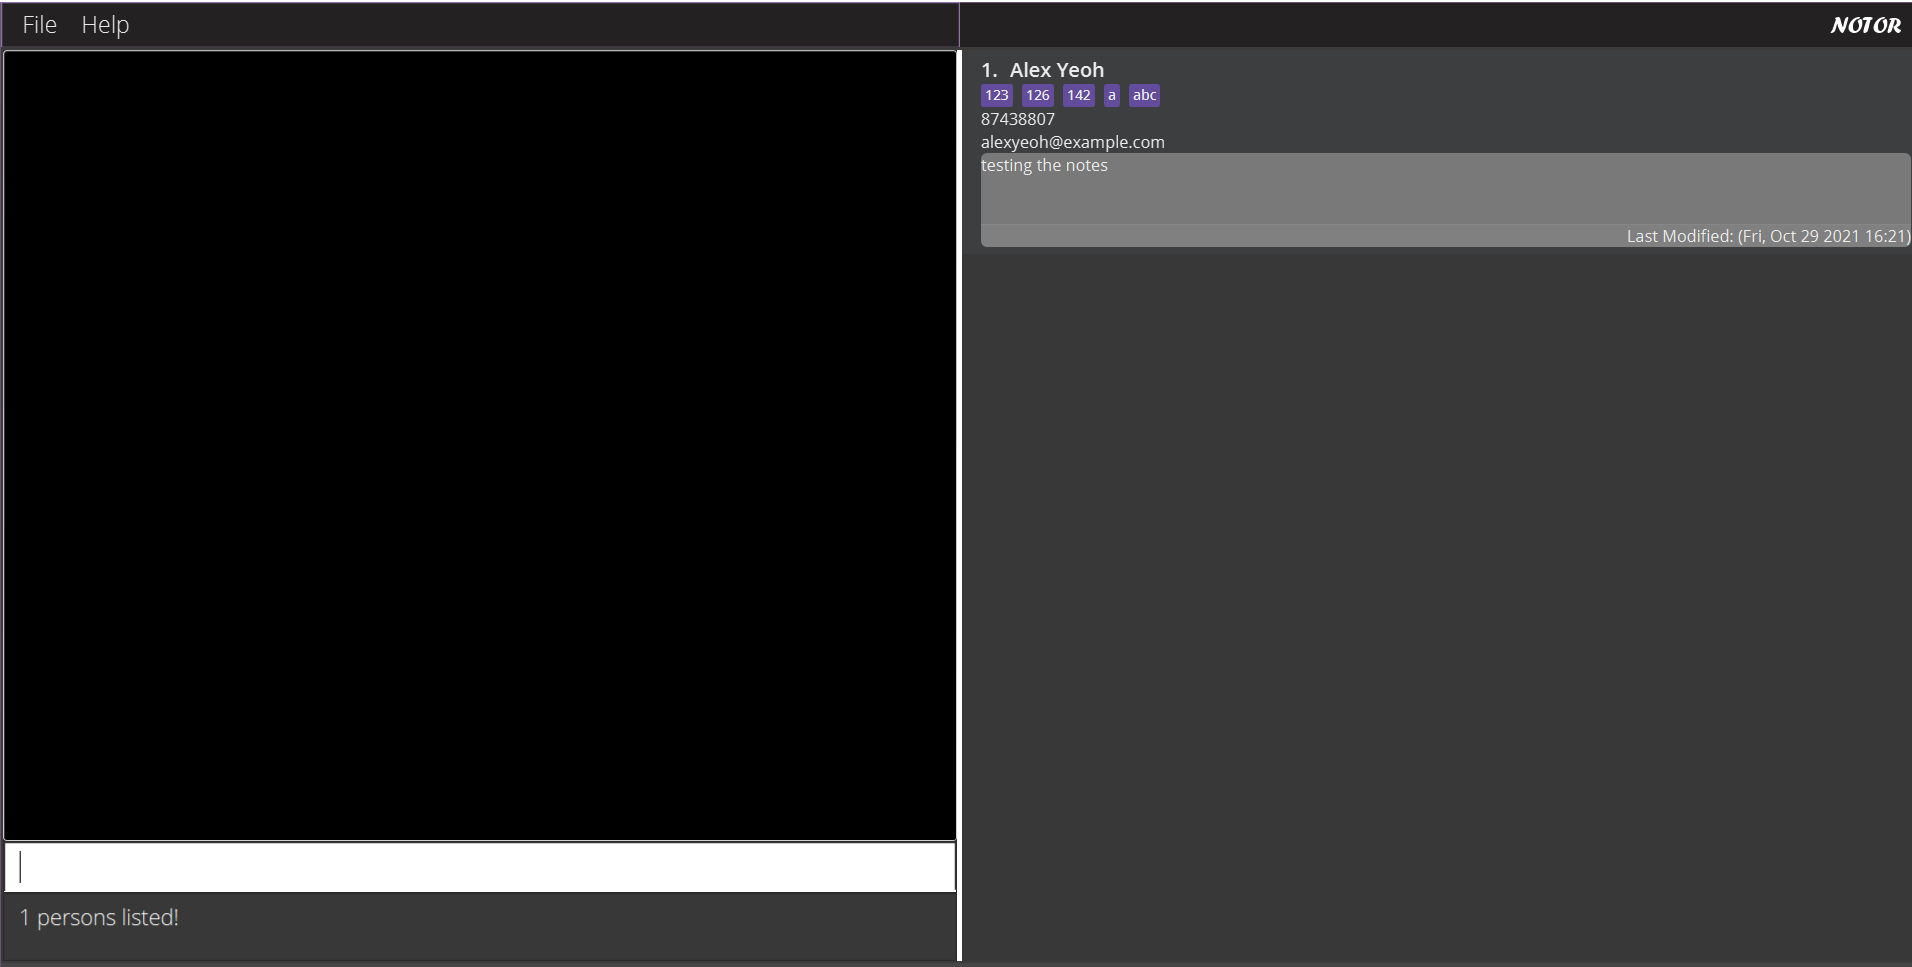 File Help
NOTOR
1. Alex Yeoh
123 126 142 a abc
87438807
alexyeoh@example.com
testing the notes
Last Modified: (Fri, Oct 29 2021 16:21)
1 persons listed!